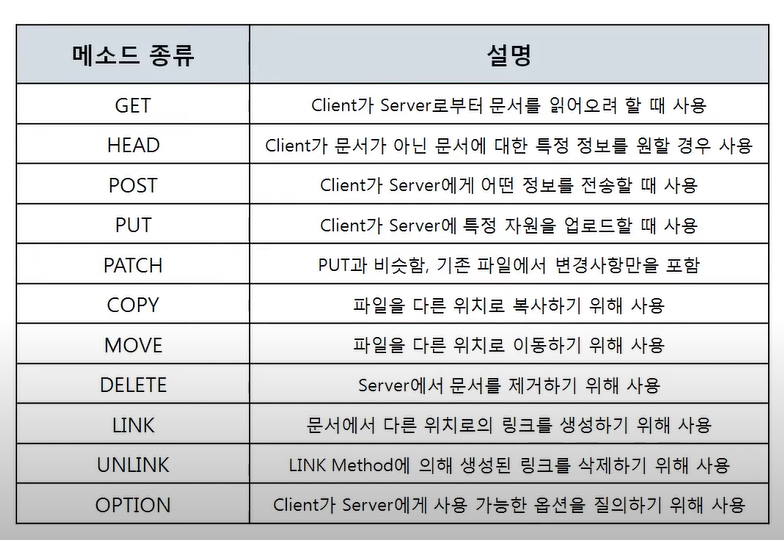 메소드 종류 설명
GET Client가 Server로부터 문서를 읽어오려 할 때 사용
HEAD Client가 문서가 아닌 문서에 대한 특정 정보를 원할 경우 사용
POST Client가 Server에게 어떤 정보를 전송할 때 사용
PUT Client가 Server에 특정 자원을 업로드할 때 사용
PATCH PUT과 비슷함, 기존 파일에서 변경사항만을 포함
COPY 파일을 다른 위치로 복사하기 위해 사용
MOVE 파일을 다른 위치로 이동하기 위해 사용
DELETE Server에서 문서를 제거하기 위해 사용
LINK 문서에서 다른 위치로의 링크를 생성하기 위해 사용
UNLINK LINK Method에 의해 생성된 링크를 삭제하기 위해 사용
OPTION Client가 Server에게 사용 가능한 옵션을 질의하기 위해 사용